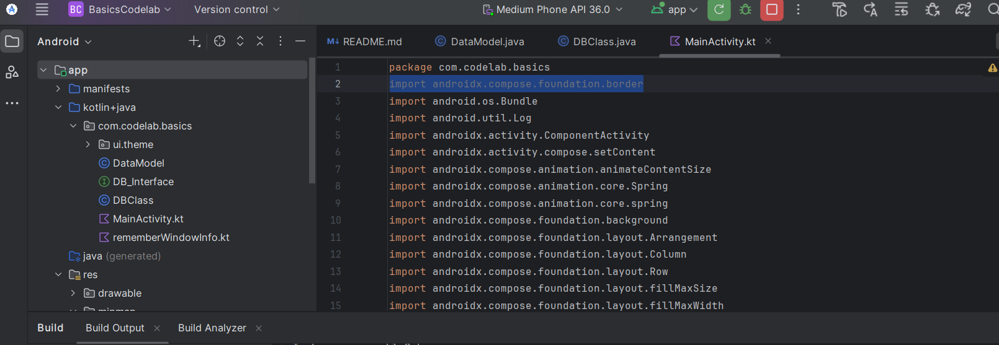 BC BasicsCodelab Version control Medium Phone API 36.0 app
Android
README.md DataModel.java DBClass.java MainActivity.kt
app
manifests
kotlin+java
com.codelab.basics
ui.theme
DataModel
DB_Interface
DBClass
MainActivity.kt
rememberWindowInfo.kt
java (generated)
res
drawable
1 package com.codelab.basics
2 import androidx.compose.foundation.border
3 import android.os.Bundle
4 import android.util.Log
5 import androidx.activity.ComponentActivity
6 import androidx.activity.compose.setContent
7 import androidx.compose.animation.animateContentSize
8 import androidx.compose.animation.core.Spring
9 import androidx.compose.animation.core.spring
10 import androidx.compose.foundation.background
11 import androidx.compose.foundation.layout.Arrangement
12 import androidx.compose.foundation.layout.Column
13 import androidx.compose.foundation.layout.Row
14 import androidx.compose.foundation.layout.fillMaxSize
15 import androidx.compose.foundation.layout.fillMaxWidth
Build Build Output Build Analyzer